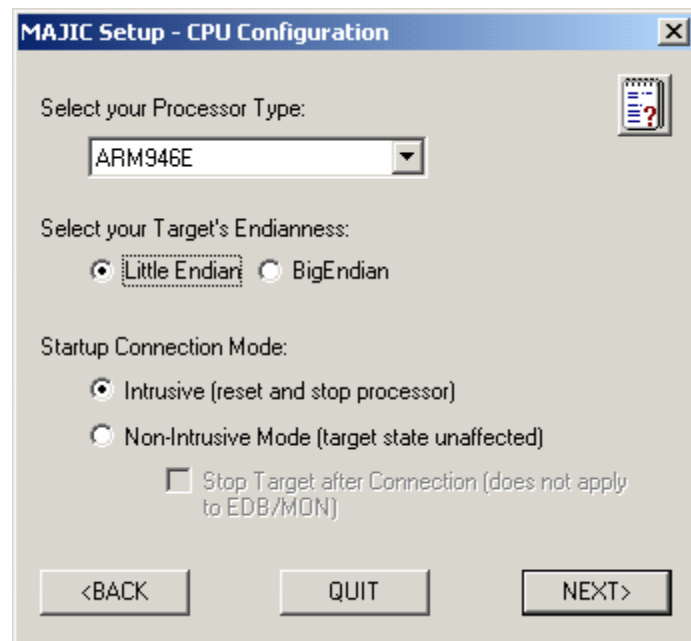 MAJIC Setup - CPU Configuration
Select your Processor Type:
ARM946E
Select your Target's Endianness:
Little Endian BigEndian
Startup Connection Mode:
Intrusive (reset and stop processor)
Non-Intrusive Mode (target state unaffected)
Stop Target after Connection (does not apply
to EDB/MON)
<BACK QUIT NEXT>